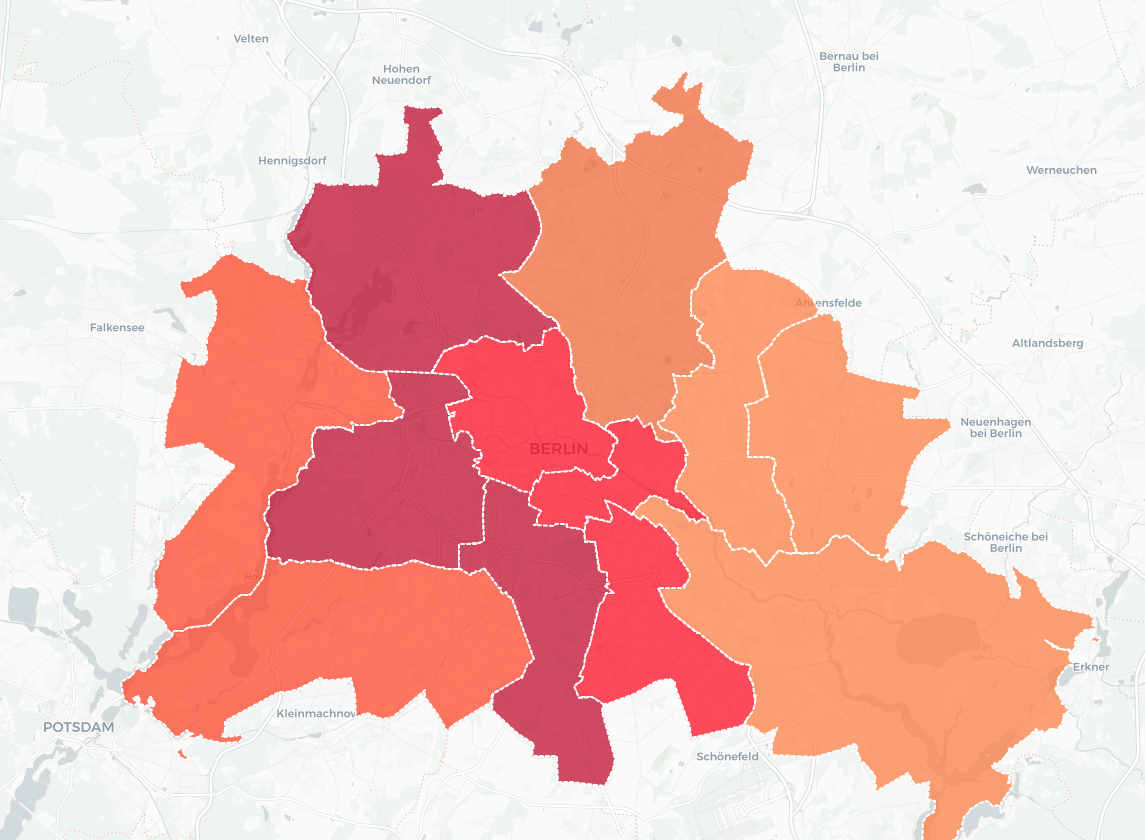 Velten
Bernau bei
Berlin
Hohen
Neuendorf
Hennigsdorf
Werneuchen
Ahrensfelde
Falkensee
Altlandsberg
Neuenhagen
bei Berlin
BERLIN
Schöneiche bei
Berlin
Erkner
Kleinmachnow
POTSDAM
Schönefeld